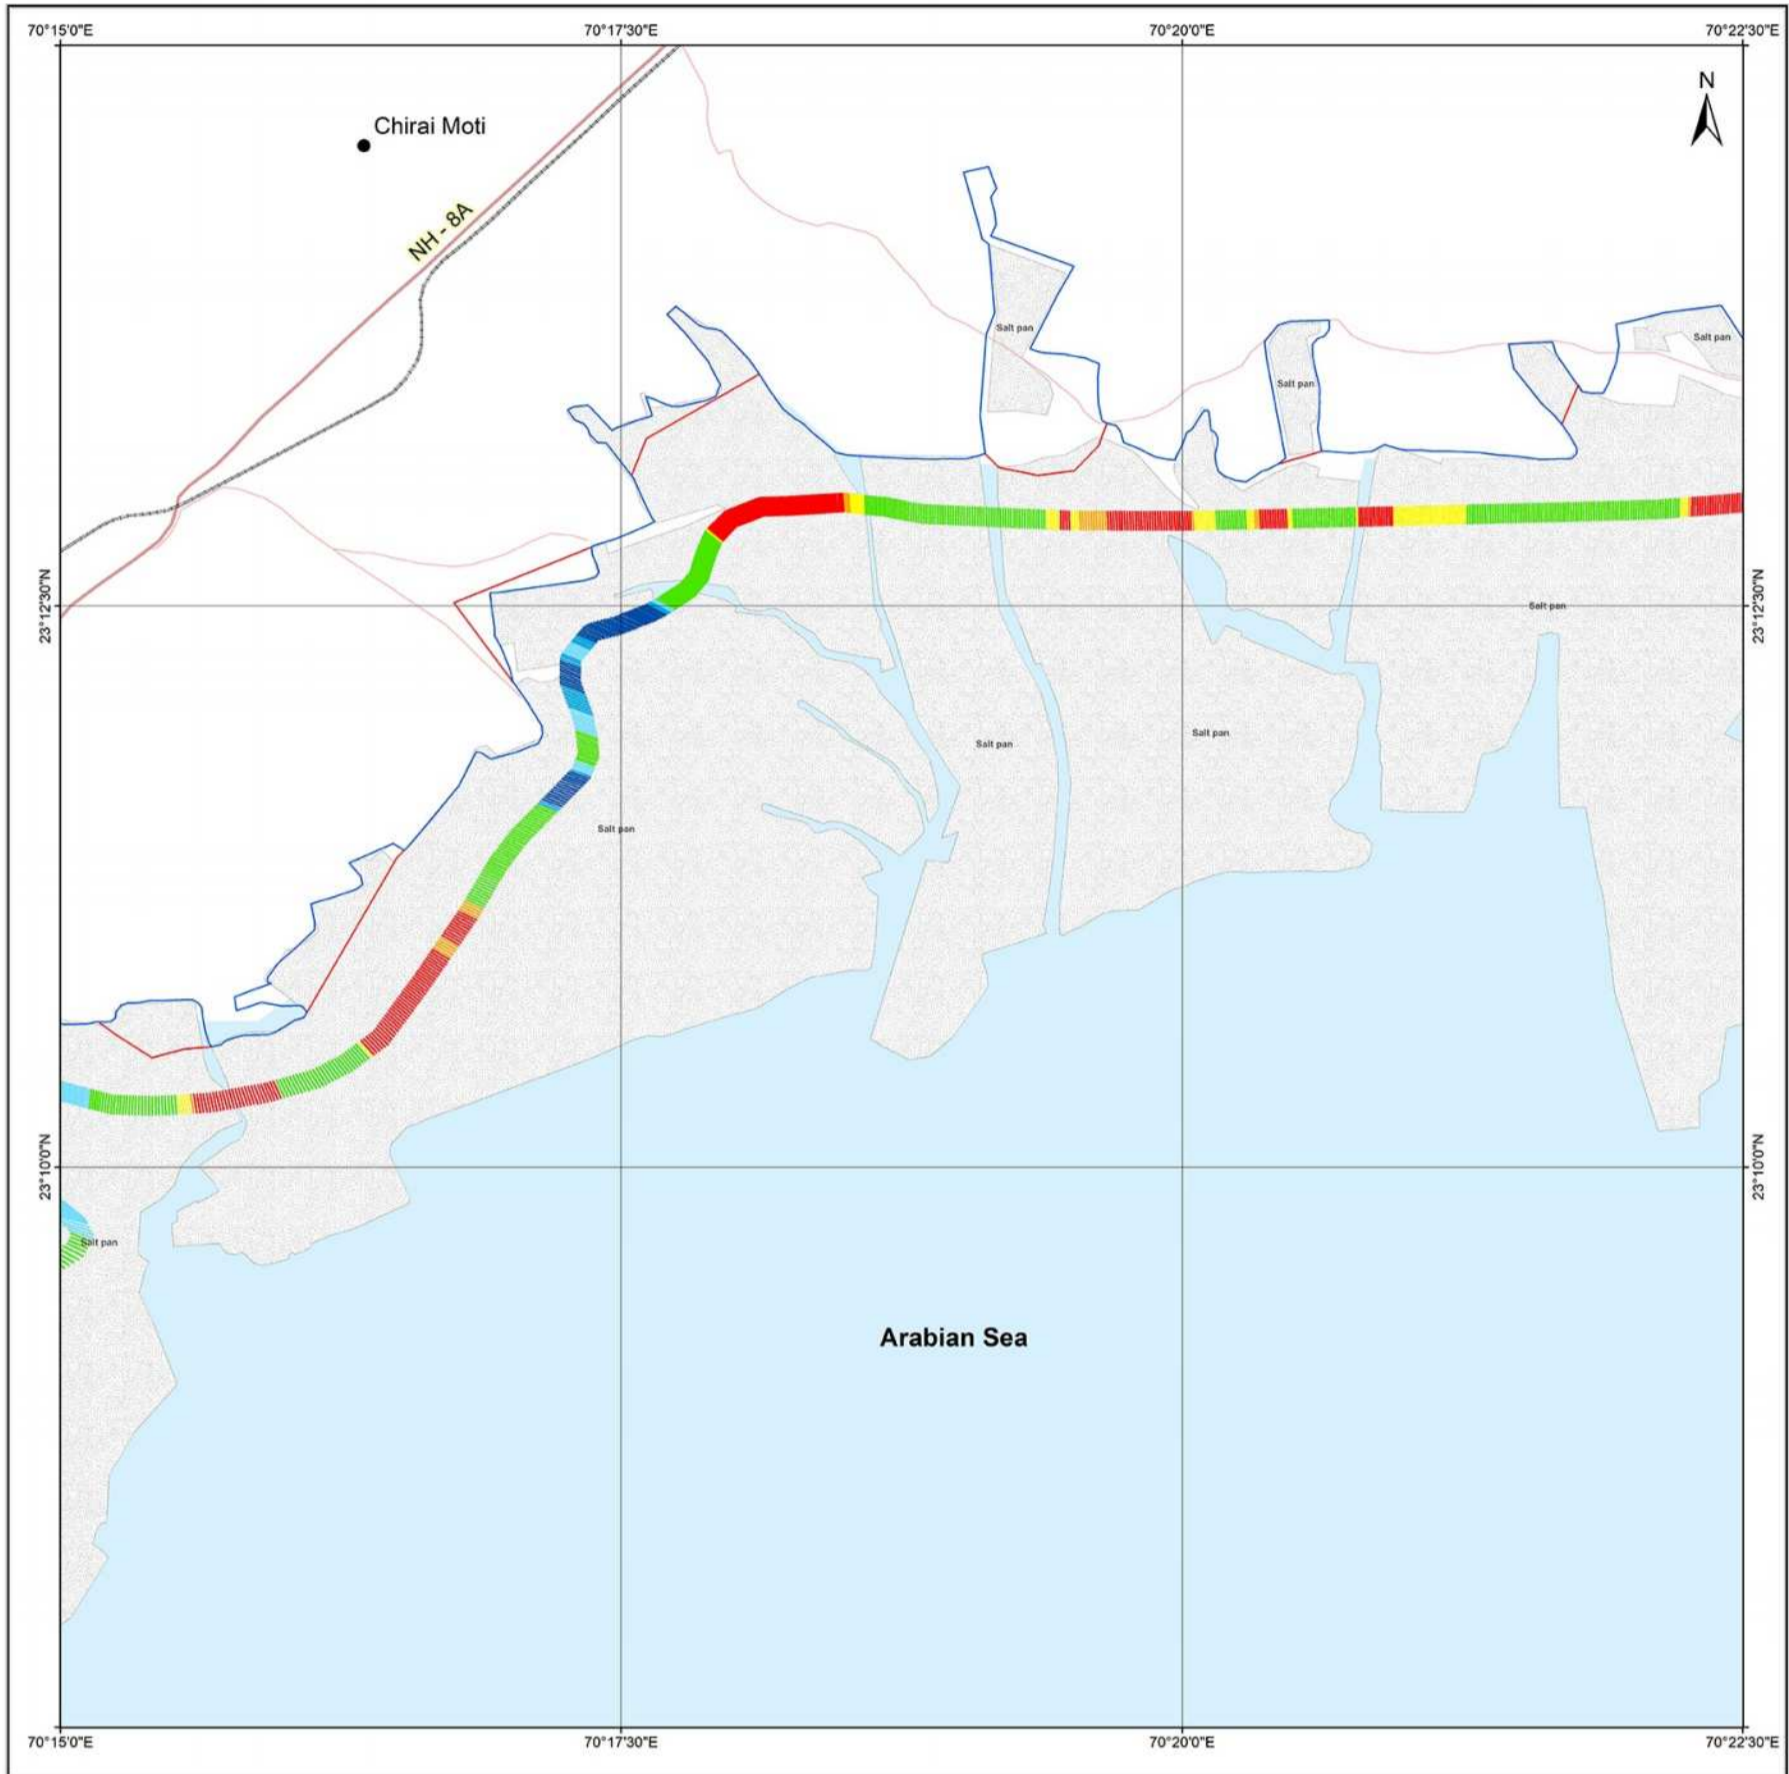 70°15'0"E
70°17'30"E
70°20'0"E
70°22'30"E
N
Chirai Moti
NH - 8A
Salt pan
Salt pan
Salt pan
23°12'30"N
Salt pan
23°12'30"N
Salt pan
Salt pan
Salt pan
23°10'0"N
23°10'0"N
Salt pan
Arabian Sea
70°15'0"E
70°17'30"E
70°20'0"E
70°22'30"E